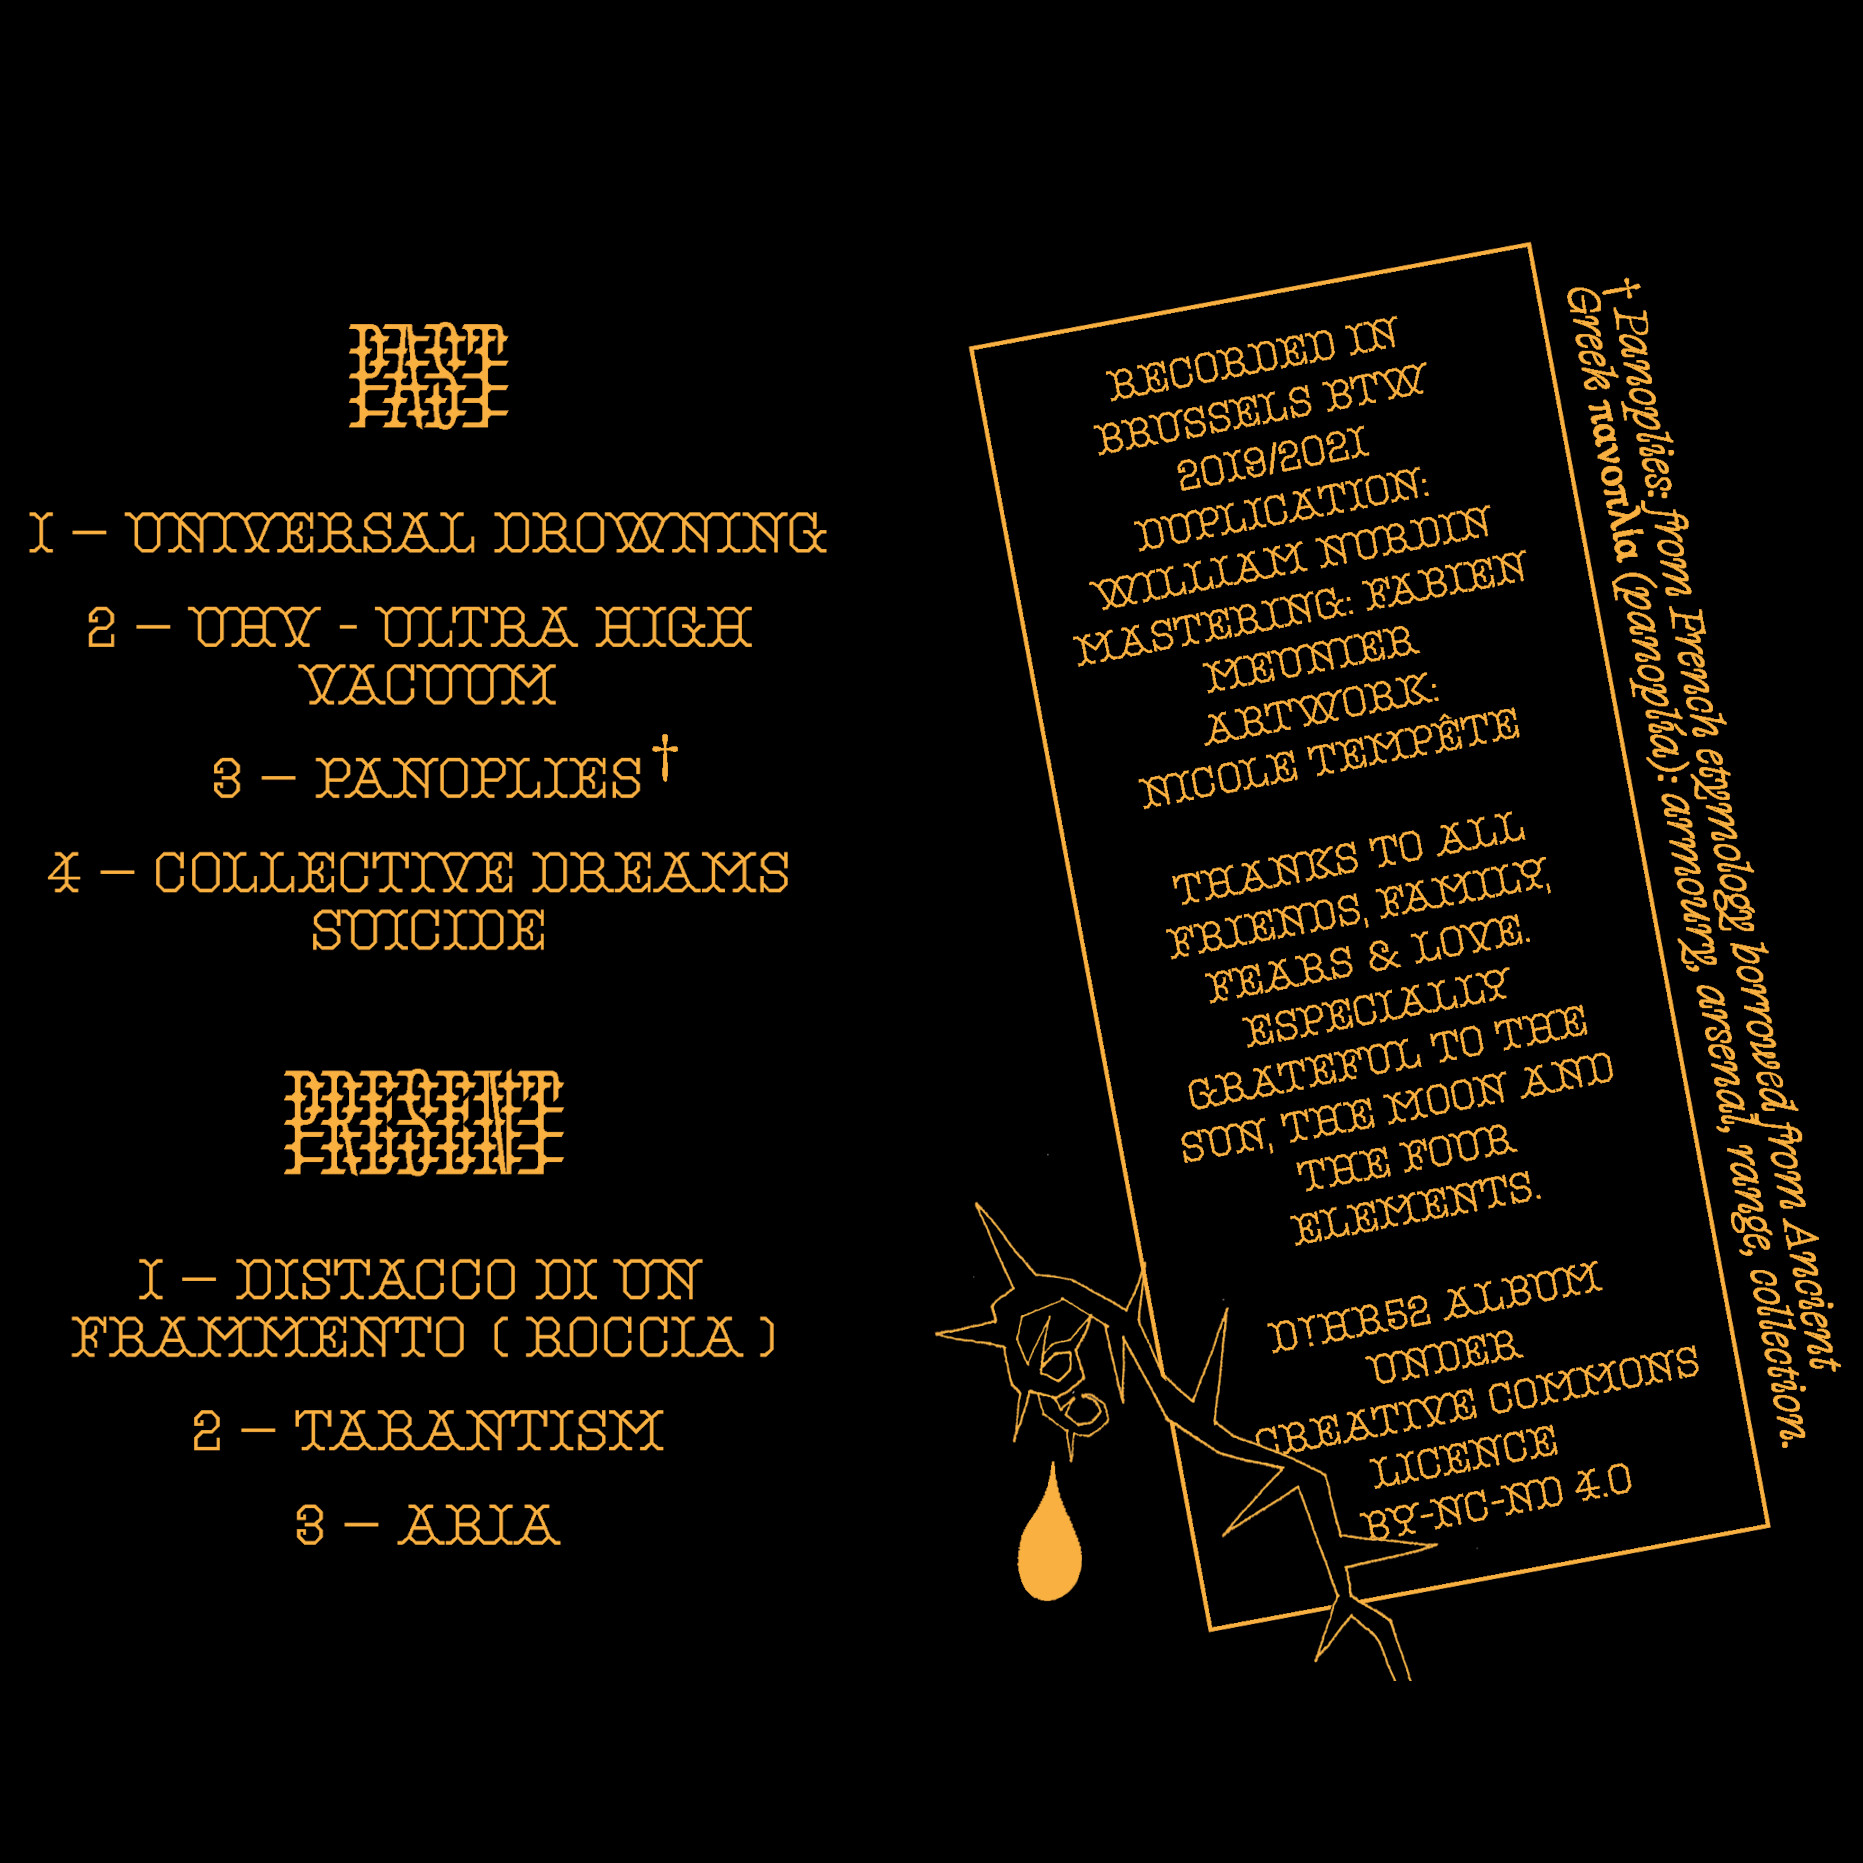 PAST
1 – UNIVERSAL DROWNING
2 – UHV - ULTRA HIGH
VACUUM
3 – PANOPLIES†
4 – COLLECTIVE DREAMS
SUICIDE
PRESENT
1 – DISTACCO DI UN
FRAMMENTO ( ROCCIA )
2 – TARANTISM
3 – ARIA
RECORDED IN
BRUSSELS BTW
2019/2021
DUPLICATION:
WILLIAM NURDIN
MASTERING: FABIEN
MEUNIER
ARTWORK:
NICOLE TEMPÊTE
THANKS TO ALL
FRIENDS, FAMILY,
FEARS & LOVE.
ESPECIALLY
GRATEFUL TO THE
SUN, THE MOON AND
THE FOUR
ELEMENTS.
D!HR52 ALBUM
UNDER
CREATIVE COMMONS
LICENCE
BY-NC-ND 4.0
† Panoplies: from French etymology borrowed from Ancient
Greek πανοπλία (panoplía): armoury, arsenal, range, collection.